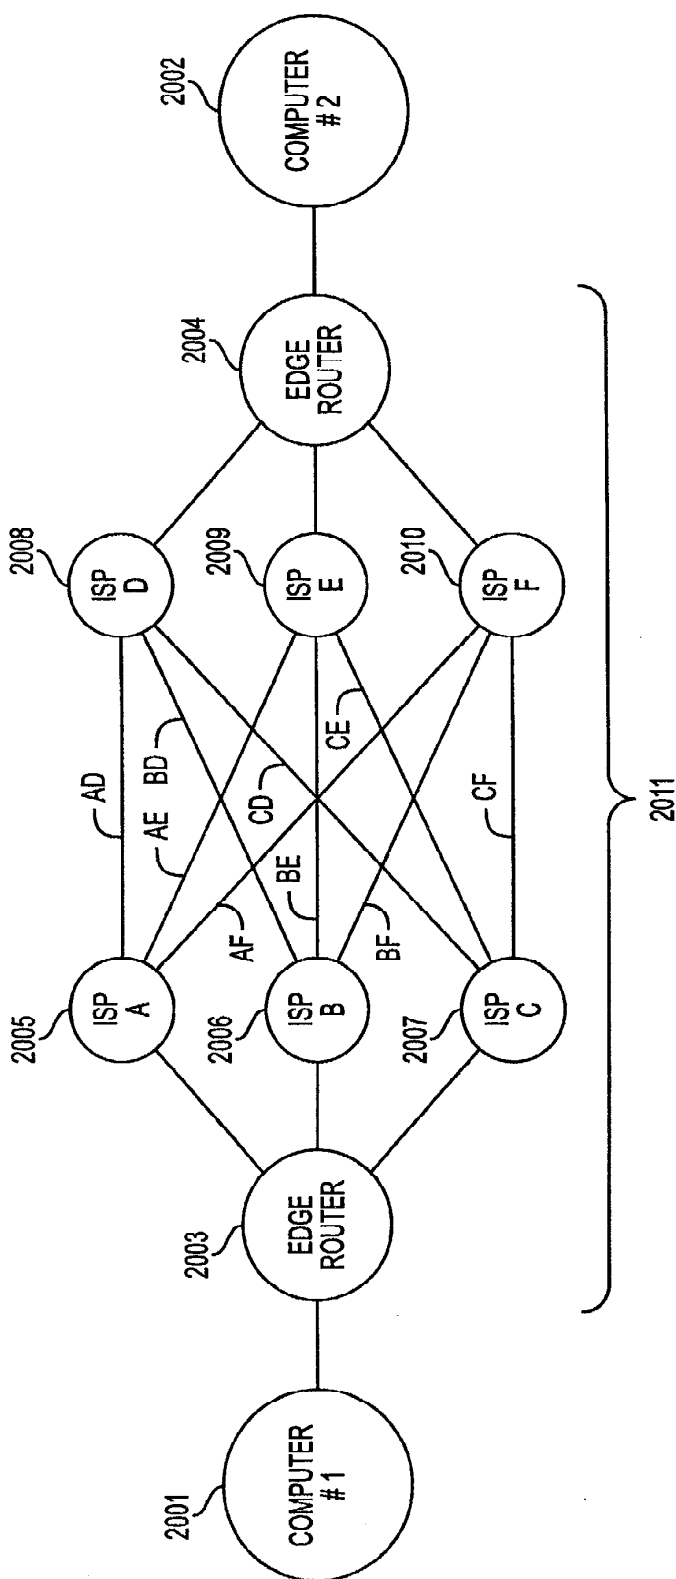 2001
COMPUTER
#1
2003
EDGE
ROUTER
2005
ISP
A
2006
ISP
B
2007
ISP
C
AD
BD
AE
CD
AF
BE
CE
BF
CF
2008
ISP
D
2009
ISP
E
2010
ISP
F
2004
EDGE
ROUTER
2002
COMPUTER
#2
2011